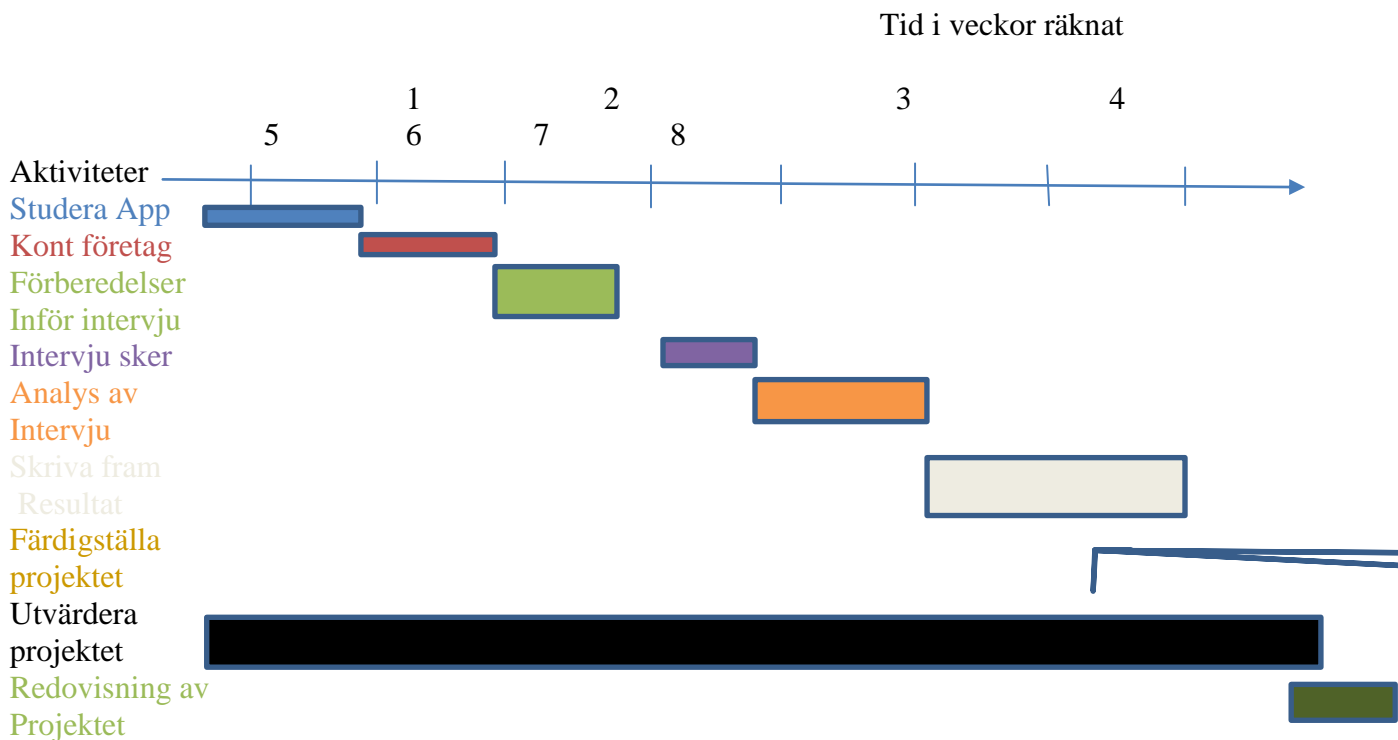 Tid i veckor räknat
1 2 3 4
5 6 7 8
Aktiviteter
Studera App
Kont företag
Förberedelser
Inför intervju
Intervju sker
Analys av
Intervju
Skriva fram
Resultat
Färdigställa
projektet
Utvärdera
projektet
Redovisning av
Projektet